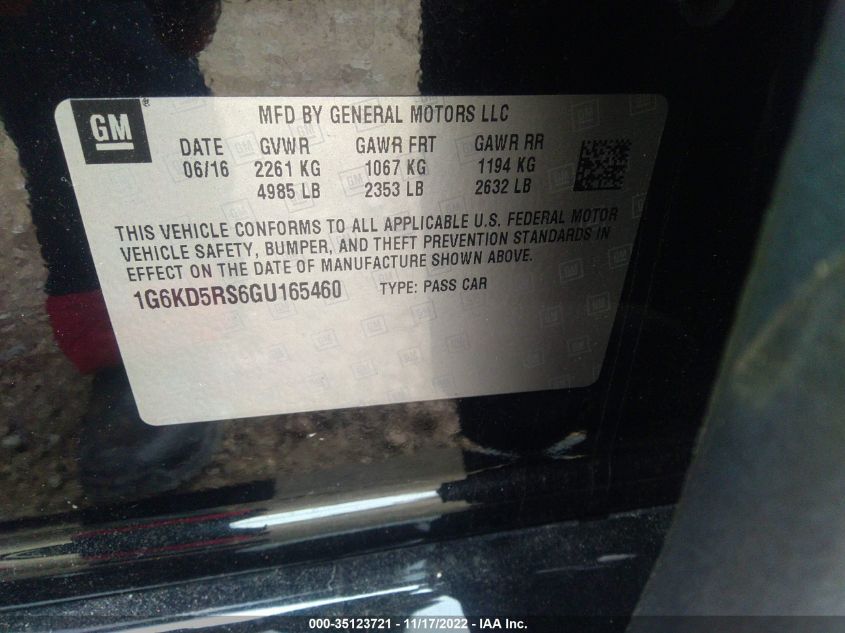 GM
MFD BY GENERAL MOTORS LLC
DATE GVWR GAWR FRT GAWR RR
06/16 2261 KG 1067 KG 1194 KG
4985 LB 2353 LB 2632 LB
THIS VEHICLE CONFORMS TO ALL APPLICABLE U.S. FEDERAL MOTOR
VEHICLE SAFETY, BUMPER, AND THEFT PREVENTION STANDARDS IN
EFFECT ON THE DATE OF MANUFACTURE SHOWN ABOVE.
1G6KD5RS6GU165460 TYPE: PASS CAR
000-35123721 - 11/17/2022 - IAA Inc.